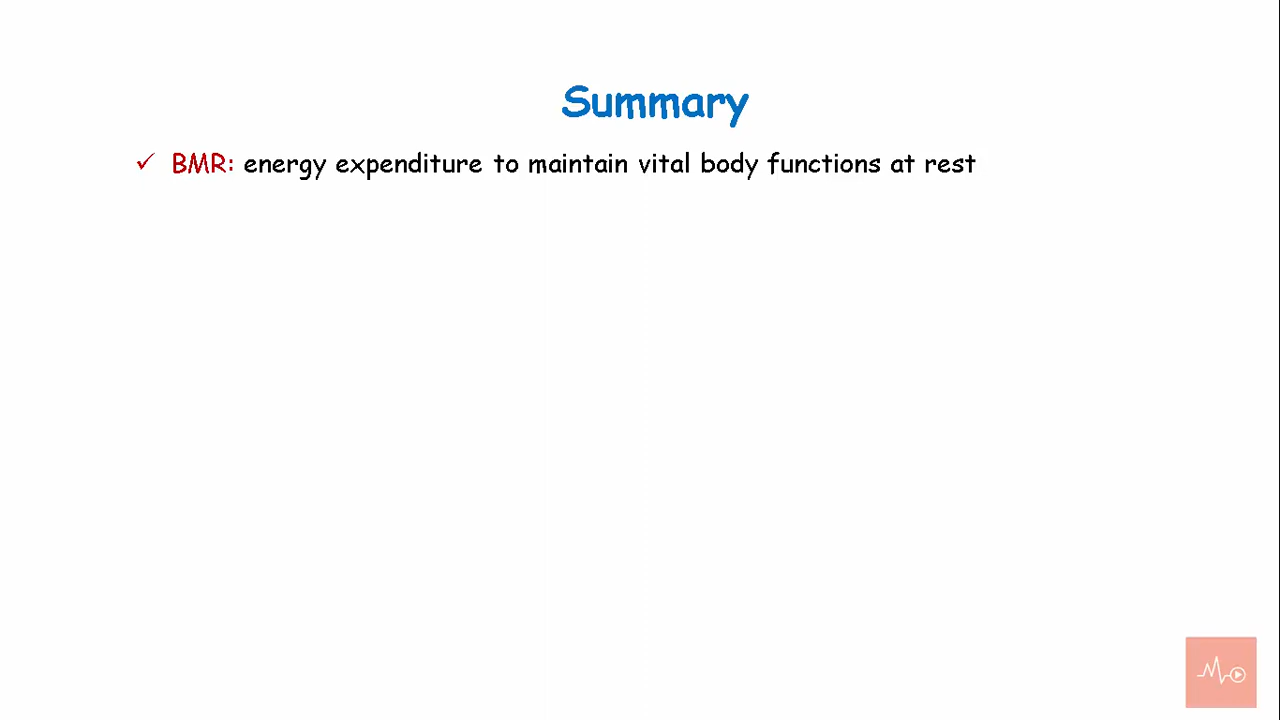 Summary
✓ BMR: energy expenditure to maintain vital body functions at rest